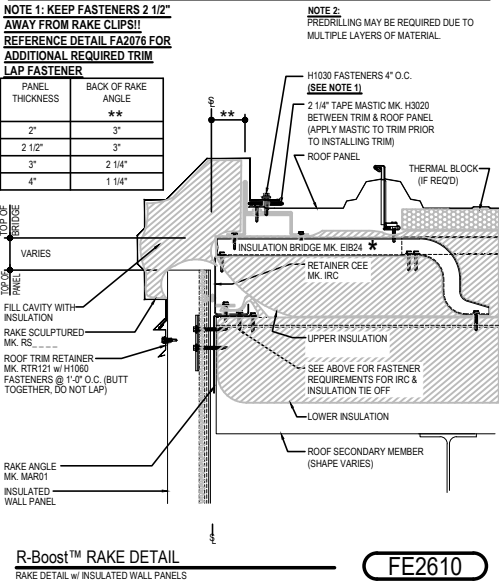 NOTE 1: KEEP FASTENERS 2 1/2"
AWAY FROM RAKE CLIPS!!
REFERENCE DETAIL FA2076 FOR
ADDITIONAL REQUIRED TRIM
LAP FASTENER
PANEL THICKNESS BACK OF RAKE ANGLE **
2" 3"
2 1/2" 3"
3" 2 1/4"
4" 1 1/4"
NOTE 2:
PREDRILLING MAY BE REQUIRED DUE TO
MULTIPLE LAYERS OF MATERIAL.
**
H1030 FASTENERS 4" O.C.
(SEE NOTE 1)
2 1/4" TAPE MASTIC MK. H3020
BETWEEN TRIM & ROOF PANEL
(APPLY MASTIC TO TRIM PRIOR
TO INSTALLING TRIM)
ROOF PANEL
THERMAL BLOCK
(IF REQ'D)
TOP OF
BRIDGE
VARIES
TOP OF
PANEL
INSULATION BRIDGE MK. EIB24 *
RETAINER CEE
MK. IRC
FILL CAVITY WITH
INSULATION
RAKE SCULPTURED
MK. RS_ _ _ _
ROOF TRIM RETAINER
MK. RTR121 w/ H1060
FASTENERS @ 1'-0" O.C. (BUTT
TOGETHER, DO NOT LAP)
UPPER INSULATION
SEE ABOVE FOR FASTENER
REQUIREMENTS FOR IRC &
INSULATION TIE OFF
LOWER INSULATION
ROOF SECONDARY MEMBER
(SHAPE VARIES)
RAKE ANGLE
MK. MAR01
INSULATED
WALL PANEL
R-Boost™ RAKE DETAIL
RAKE DETAIL w/ INSULATED WALL PANELS
FE2610